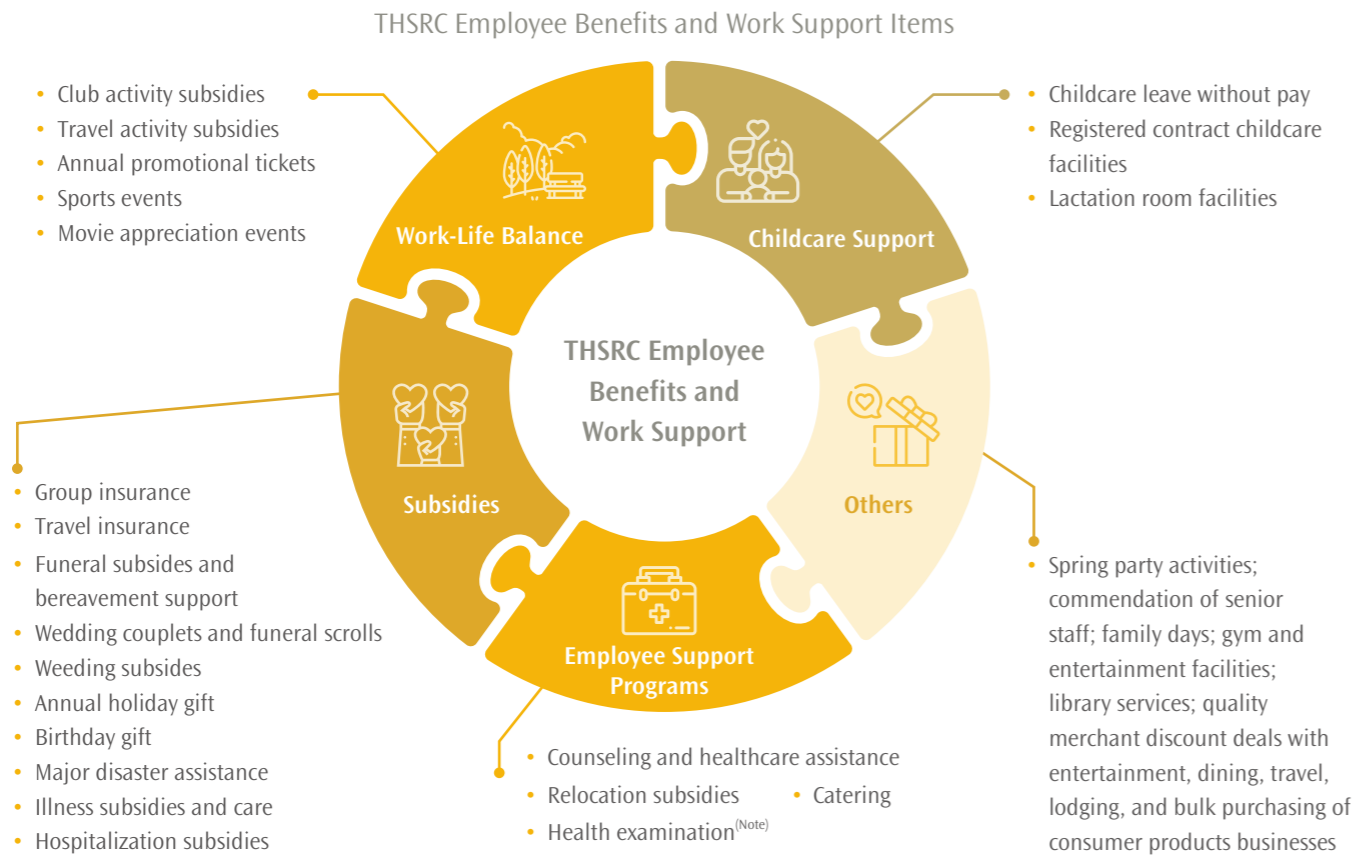 THSRC Employee Benefits and Work Support Items
• Club activity subsidies
• Travel activity subsidies
• Annual promotional tickets
• Sports events
• Movie appreciation events
Work-Life Balance
Childcare Support
• Childcare leave without pay
• Registered contract childcare
facilities
• Lactation room facilities
THSRC Employee
Benefits and
Work Support
Subsidies
• Group insurance
• Travel insurance
• Funeral subsides and
bereavement support
• Wedding couplets and funeral scrolls
• Weeding subsides
• Annual holiday gift
• Birthday gift
• Major disaster assistance
• Illness subsidies and care
• Hospitalization subsidies
Employee Support
Programs
• Counseling and healthcare assistance
• Relocation subsidies • Catering
• Health examination(Note)
Others
• Spring party activities;
commendation of senior
staff; family days; gym and
entertainment facilities;
library services; quality
merchant discount deals with
entertainment, dining, travel,
lodging, and bulk purchasing of
consumer products businesses